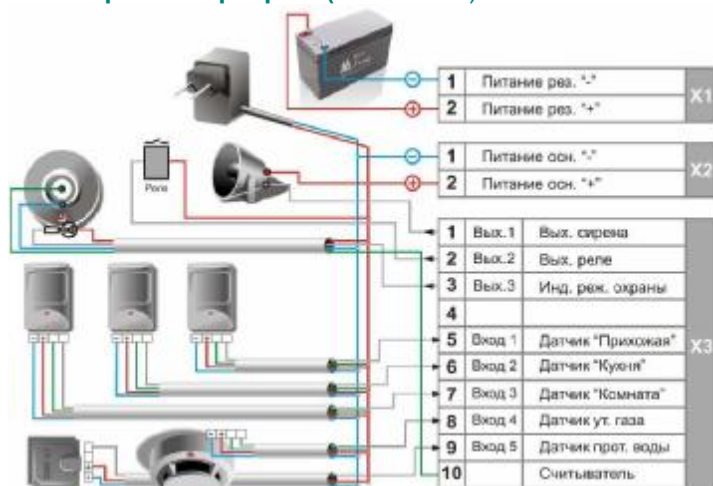 1 Питание рез. "-"
2 Питание рез. "+"
X1
1 Питание осн. "-"
2 Питание осн. "+"
X2
Реле
1 Вых.1 Вых. сирена
2 Вых.2 Вых. реле
3 Вых.3 Инд. реж. охраны
4
5 Вход 1 Датчик "Прихожая"
6 Вход 2 Датчик "Кухня"
7 Вход 3 Датчик "Комната"
8 Вход 4 Датчик ут. газа
9 Вход 5 Датчик прот. воды
10 Считыватель
X3